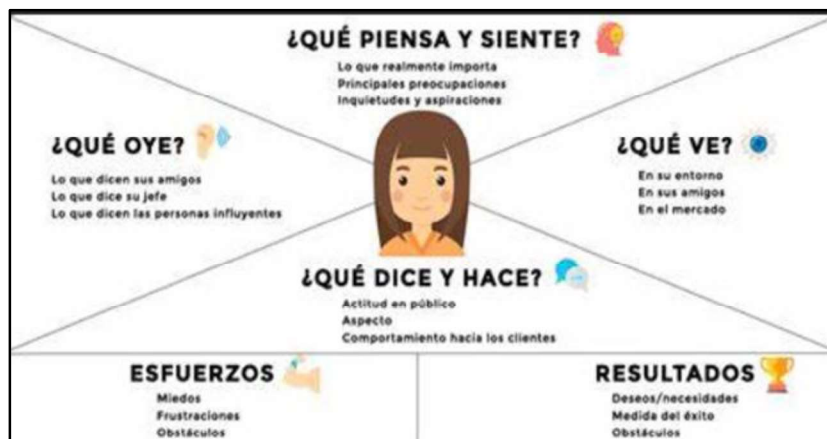 ¿QUÉ PIENSA Y SIENTE?
Lo que realmente importa
Principales preocupaciones
Inquietudes y aspiraciones
¿QUÉ OYE?
Lo que dicen sus amigos
Lo que dice su jefe
Lo que dicen las personas influyentes
¿QUÉ VE?
En su entorno
En sus amigos
En el mercado
¿QUÉ DICE Y HACE?
Actitud en público
Aspecto
Comportamiento hacia los clientes
ESFUERZOS
Miedos
Frustraciones
Obstáculos
RESULTADOS
Deseos/necesidades
Medida del éxito
Obstáculos